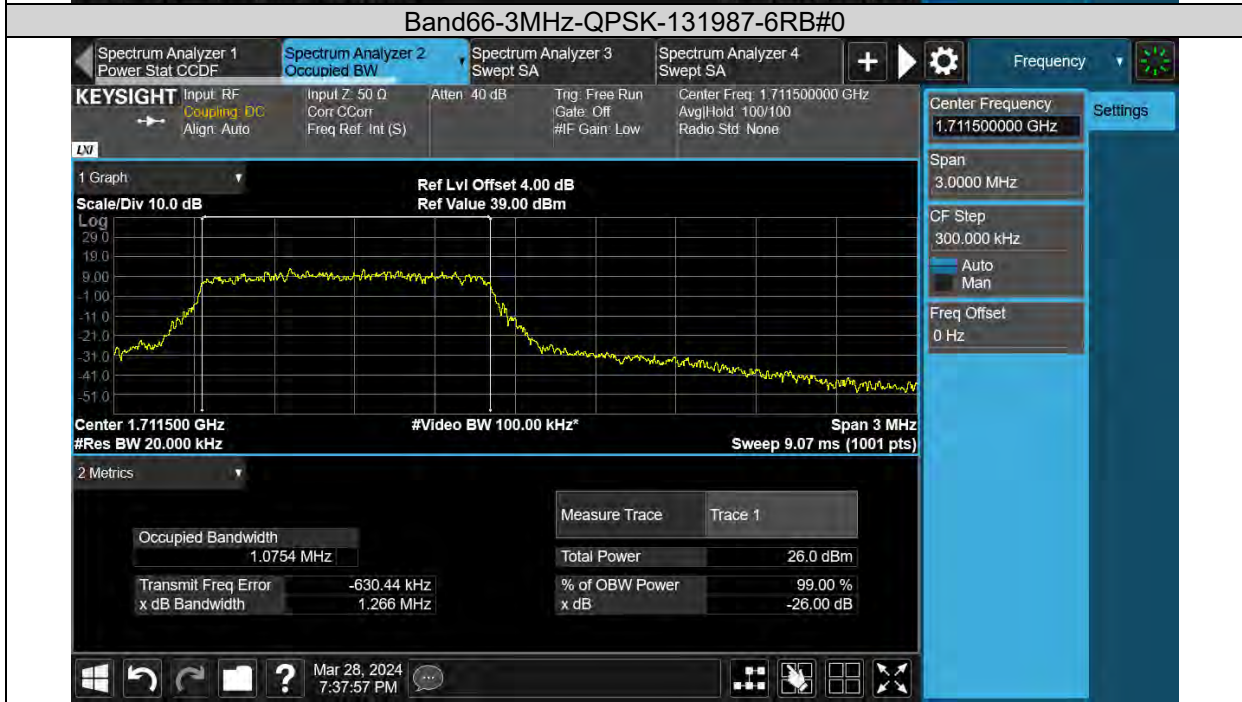 Band66-3MHz-QPSK-131987-6RB#0
Spectrum Analyzer 1
Power Stat CCDF
Spectrum Analyzer 2
Occupied BW
Spectrum Analyzer 3
Swept SA
Spectrum Analyzer 4
Swept SA
Frequency
KEYSIGHT
LXI
Input: RF
Coupling: DC
Align: Auto
Input Z: 50 Ω
Corr CCorr
Freq Ref: Int (S)
Atten: 40 dB
Trig: Free Run
Gate: Off
#IF Gain: Low
Center Freq: 1.711500000 GHz
Avg|Hold: 100/100
Radio Std: None
Center Frequency
1.711500000 GHz
Settings
Span
3.0000 MHz
CF Step
300.000 kHz
Auto
Man
Freq Offset
0 Hz
1 Graph
Scale/Div 10.0 dB
Ref Lvl Offset 4.00 dB
Ref Value 39.00 dBm
Log
29.0
19.0
9.00
-1.00
-11.0
-21.0
-31.0
-41.0
-51.0
Center 1.711500 GHz
#Res BW 20.000 kHz
#Video BW 100.00 kHz*
Span 3 MHz
Sweep 9.07 ms (1001 pts)
2 Metrics
Occupied Bandwidth
1.0754 MHz
Transmit Freq Error -630.44 kHz
x dB Bandwidth 1.266 MHz
Measure Trace Trace 1
Total Power 26.0 dBm
% of OBW Power 99.00 %
x dB -26.00 dB
?
Mar 28, 2024
7:37:57 PM